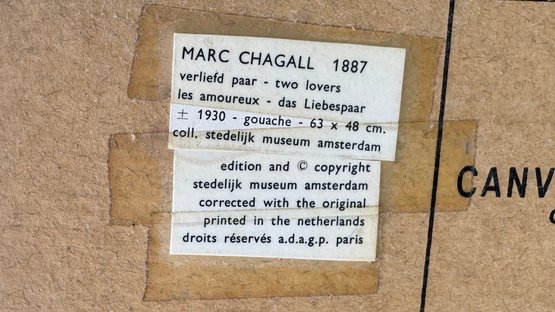 MARC CHAGALL 1887
verliefd paar - two lovers
les amoureux - das Liebespaar
± 1930 - gouache - 63 x 48 cm.
coll. stedelijk museum amsterdam
edition and © copyright
stedelijk museum amsterdam
corrected with the original
printed in the netherlands
droits réservés a.d.a.g.p. paris
CANV